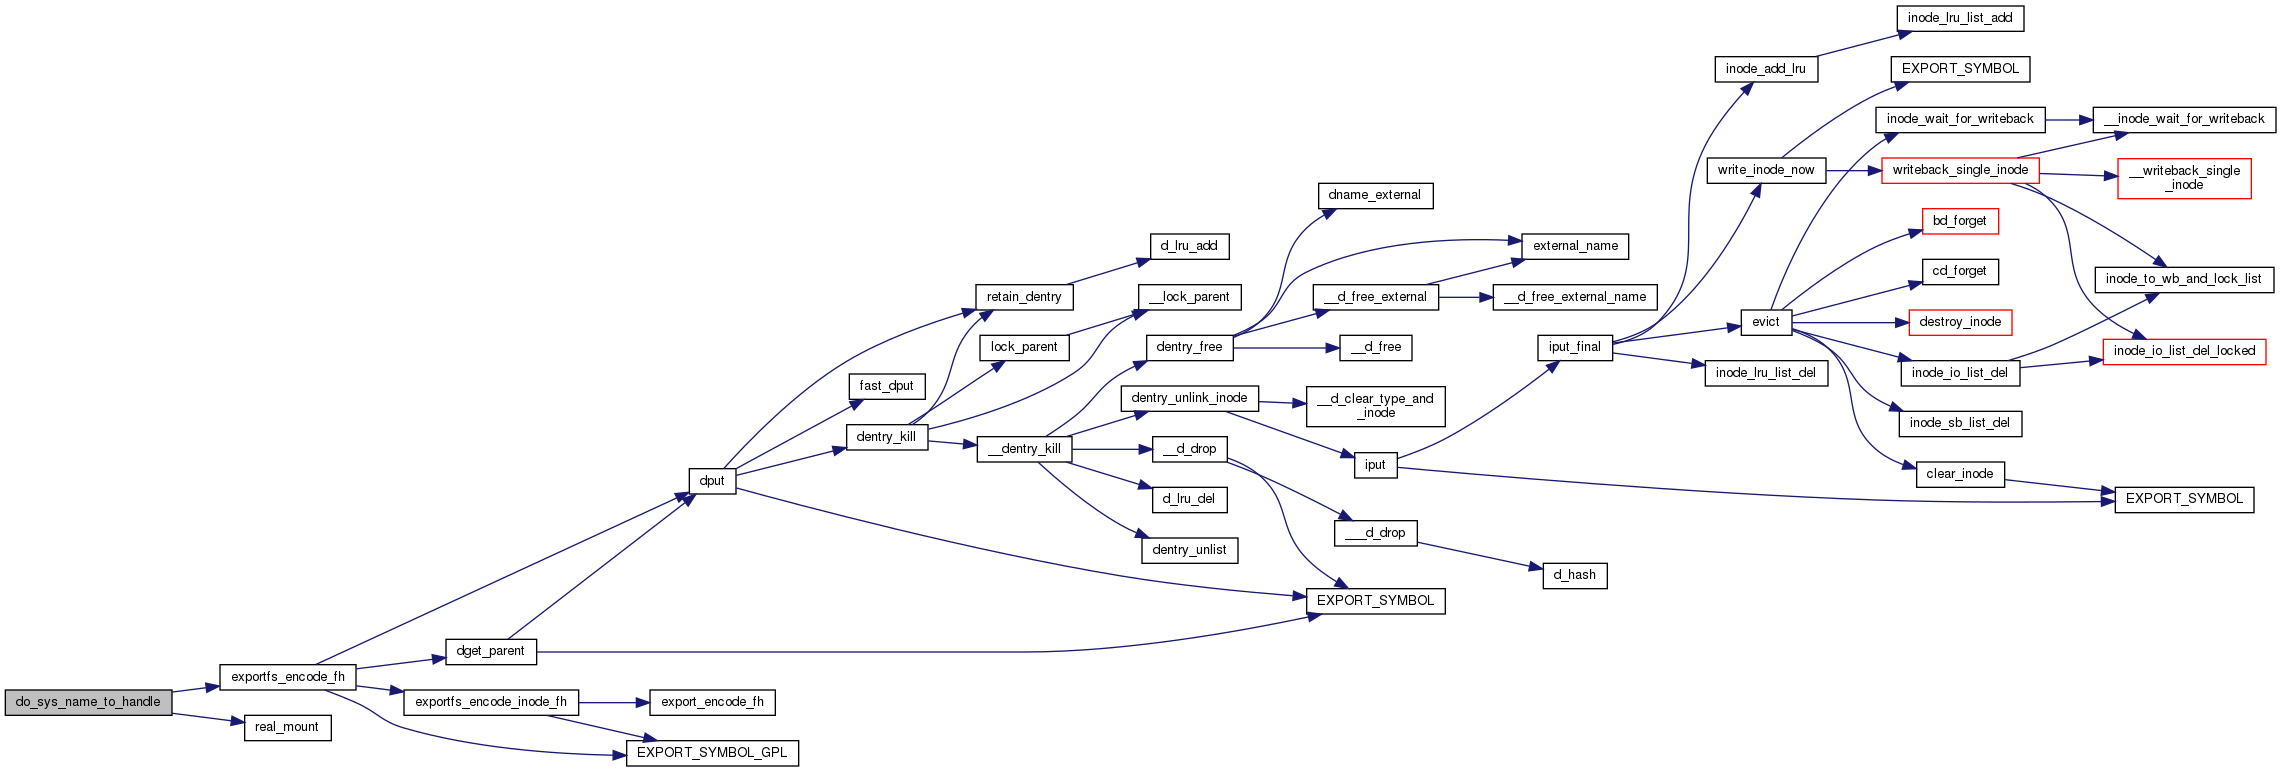 inode_lru_list_add
inode_add_lru
EXPORT_SYMBOL
inode_wait_for_writeback
__inode_wait_for_writeback
write_inode_now
writeback_single_inode
__writeback_single
_inode
dname_external
bd_forget
d_lru_add
external_name
cd_forget
inode_to_wb_and_lock_list
retain_dentry
__lock_parent
__d_free_external
__d_free_external_name
evict
destroy_inode
lock_parent
dentry_free
__d_free
iput_final
inode_io_list_del_locked
inode_lru_list_del
inode_io_list_del
fast_dput
dentry_unlink_inode
__d_clear_type_and
_inode
inode_sb_list_del
dentry_kill
__dentry_kill
__d_drop
iput
clear_inode
dput
d_lru_del
EXPORT_SYMBOL
___d_drop
dentry_unlist
d_hash
EXPORT_SYMBOL
dget_parent
exportfs_encode_fh
do_sys_name_to_handle
exportfs_encode_inode_fh
export_encode_fh
real_mount
EXPORT_SYMBOL_GPL